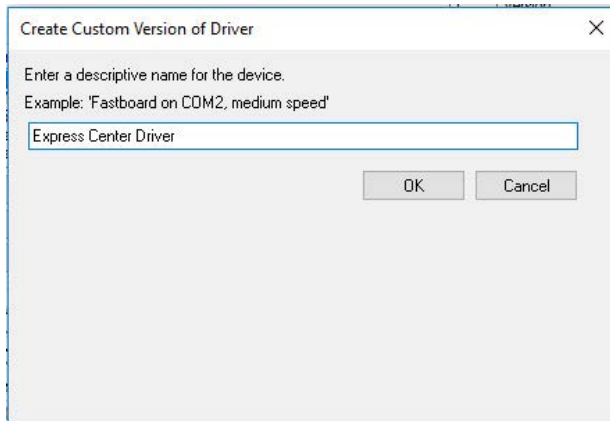 Create Custom Version of Driver
Enter a descriptive name for the device.
Example: 'Fastboard on COM2, medium speed'
Express Center Driver
OK Cancel